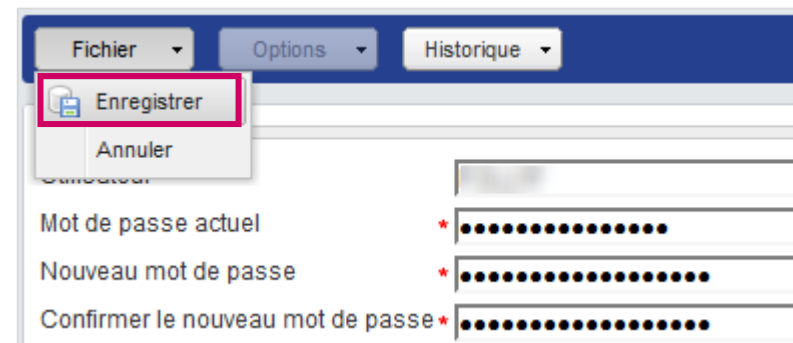 Fichier Options Historique
Enregistrer
Annuler
Utilisateur
Mot de passe actuel * ●●●●●●●●●●●●●●●
Nouveau mot de passe * ●●●●●●●●●●●●●●●●●●
Confirmer le nouveau mot de passe * ●●●●●●●●●●●●●●●●●●